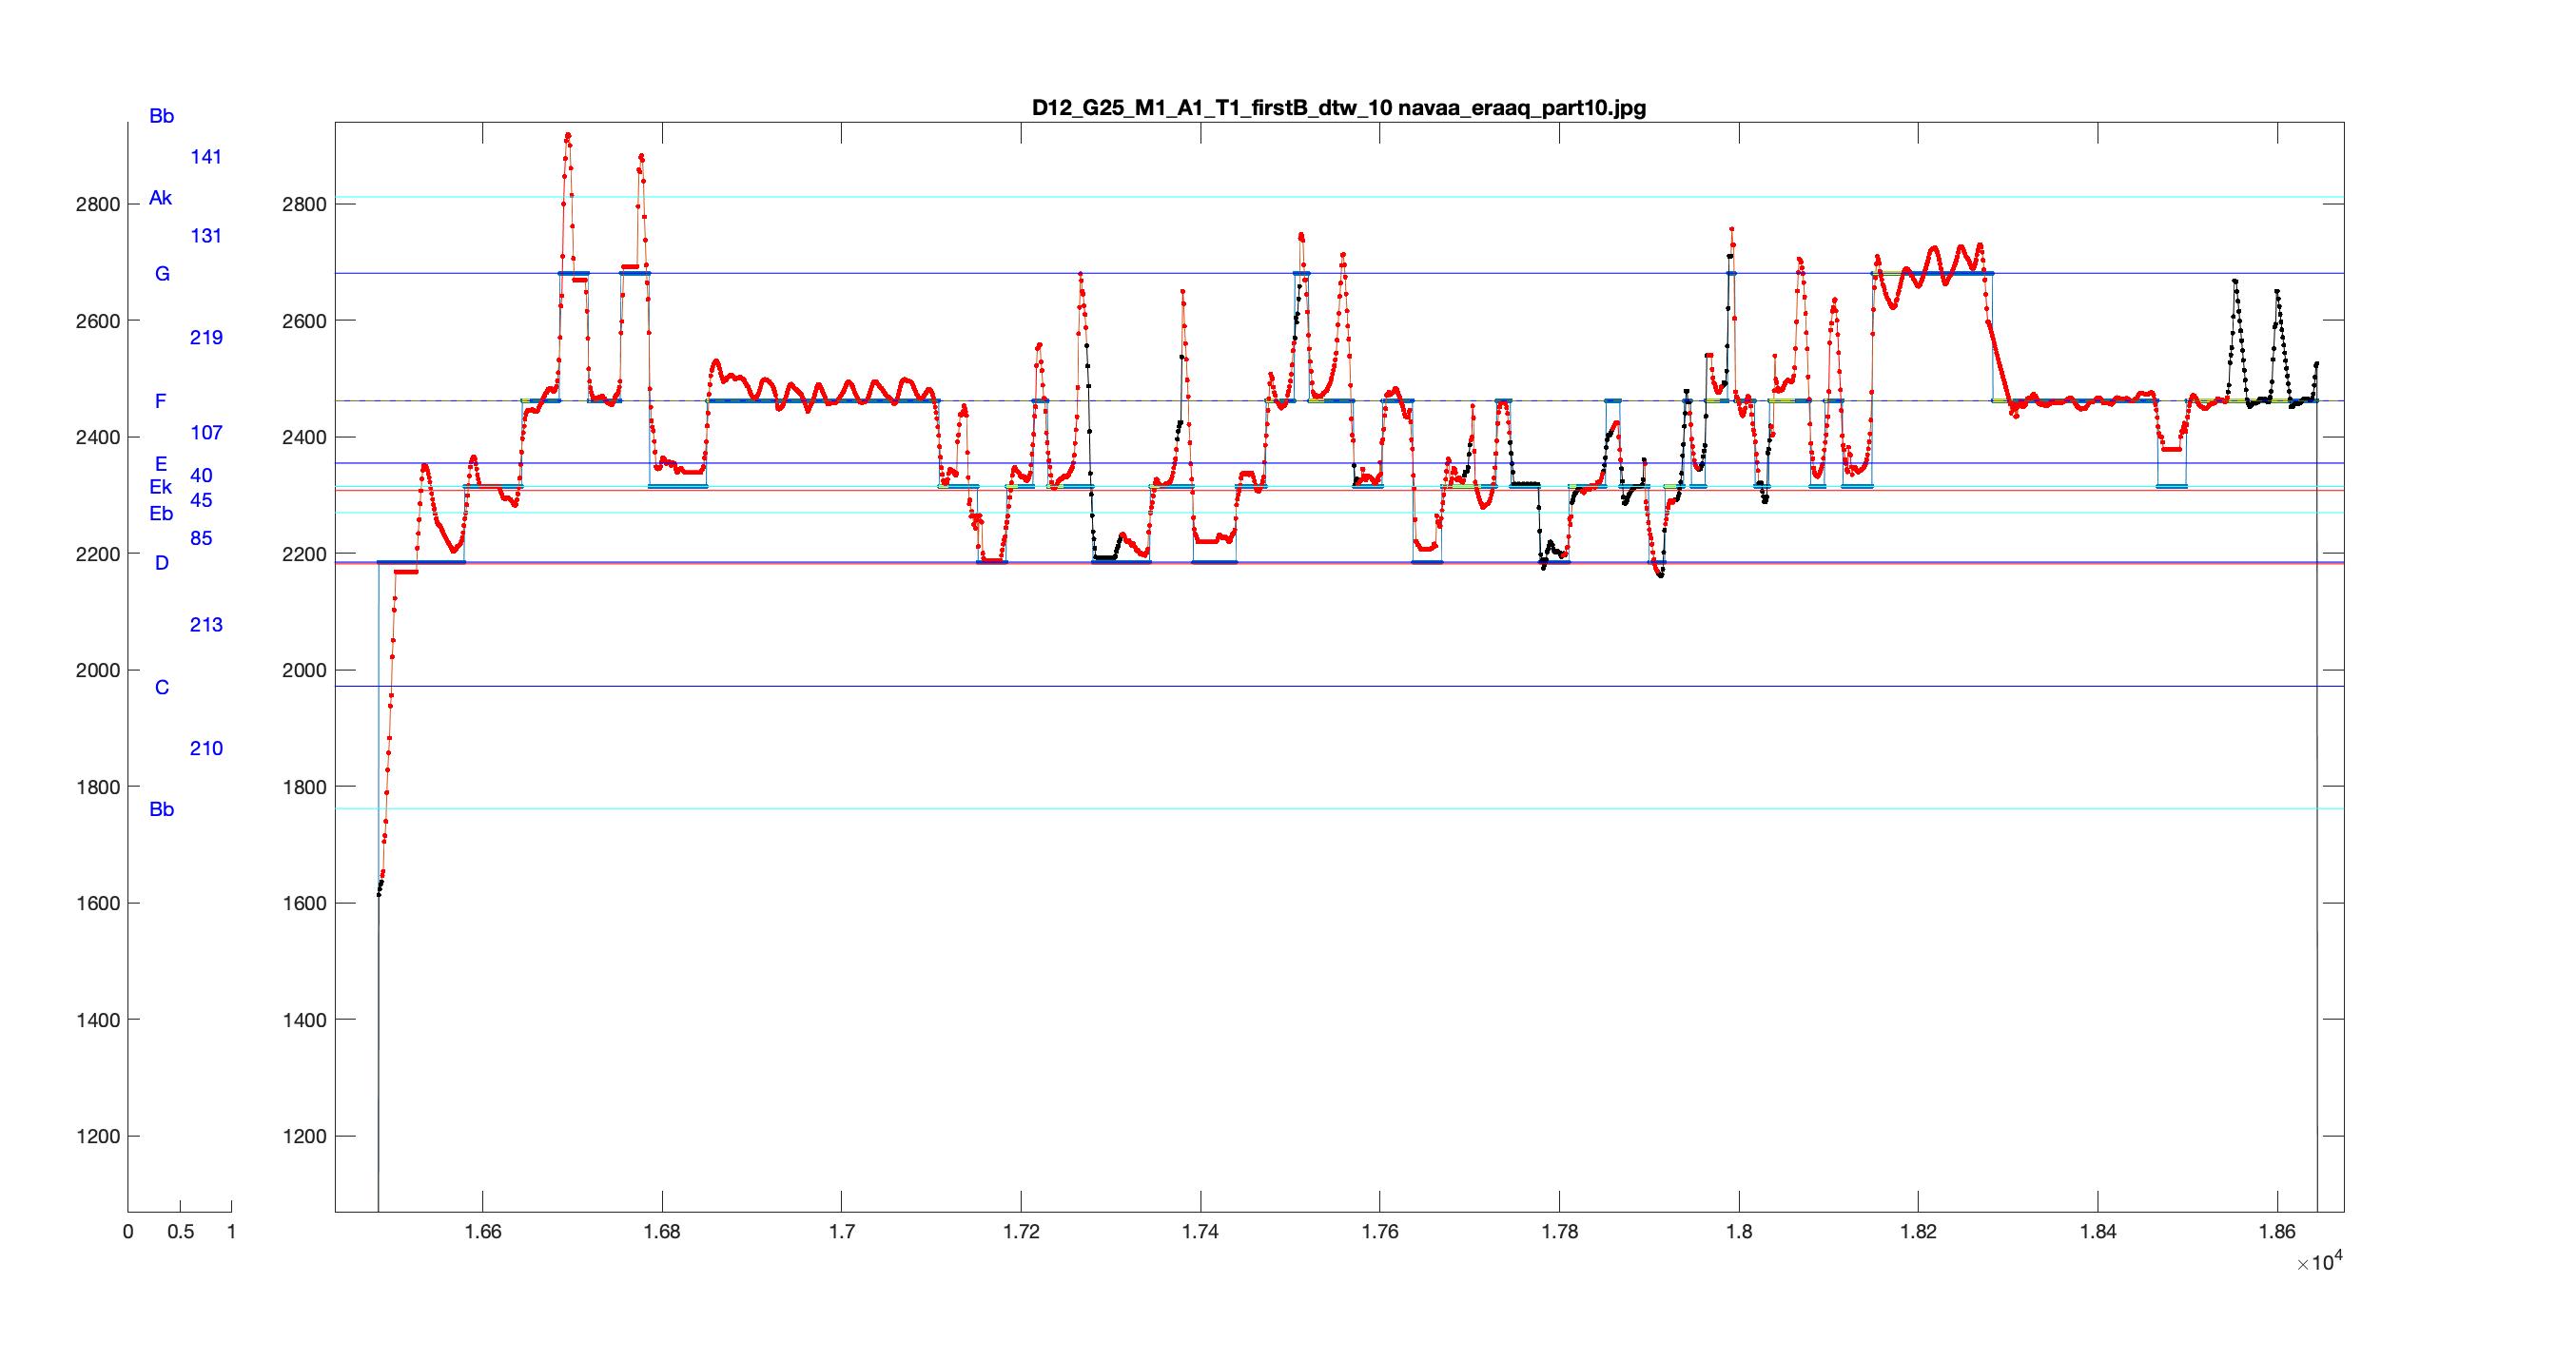 D12_G25_M1_A1_T1_firstB_dtw_10 navaa_eraaq_part10.jpg
Bb
141
Ak
131
G
219
F
107
E
40
Ek
45
Eb
85
D
213
C
210
Bb
2800
2600
2400
2200
2000
1800
1600
1400
1200
0 0.5 1
2800
2600
2400
2200
2000
1800
1600
1400
1200
1.66 1.68 1.7 1.72 1.74 1.76 1.78 1.8 1.82 1.84 1.86
×10⁴